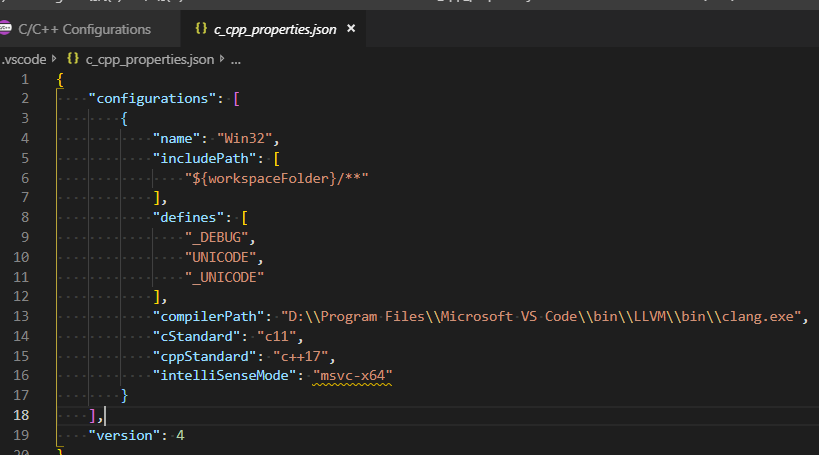 C/C++ Configurations
{} c_cpp_properties.json ×
.vscode {} c_cpp_properties.json ...
1 {
2 "configurations": [
3 {
4 "name": "Win32",
5 "includePath": [
6 "${workspaceFolder}/**"
7 ],
8 "defines": [
9 "_DEBUG",
10 "UNICODE",
11 "_UNICODE"
12 ],
13 "compilerPath": "D:\\Program Files\\Microsoft VS Code\\bin\\LLVM\\bin\\clang.exe",
14 "cStandard": "c11",
15 "cppStandard": "c++17",
16 "intelliSenseMode": "msvc-x64"
17 }
18 ],
19 "version": 4
20 }